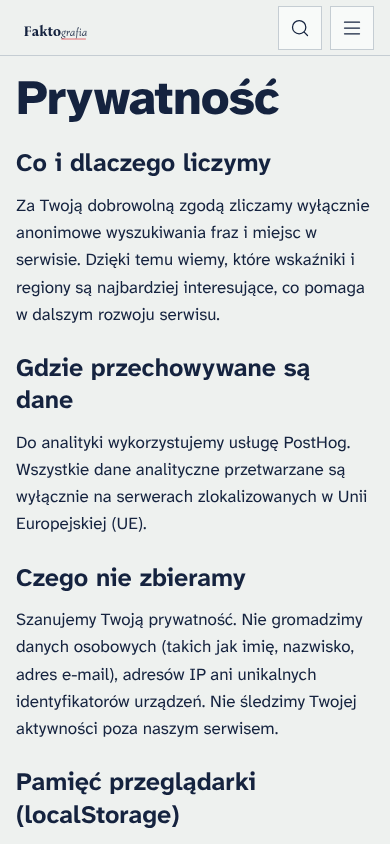 Faktografia
Prywatność
Co i dlaczego liczymy
Za Twoją dobrowolną zgodą zliczamy wyłącznie
anonimowe wyszukiwania fraz i miejsc w
serwisie. Dzięki temu wiemy, które wskaźniki i
regiony są najbardziej interesujące, co pomaga
w dalszym rozwoju serwisu.
Gdzie przechowywane są
dane
Do analityki wykorzystujemy usługę PostHog.
Wszystkie dane analityczne przetwarzane są
wyłącznie na serwerach zlokalizowanych w Unii
Europejskiej (UE).
Czego nie zbieramy
Szanujemy Twoją prywatność. Nie gromadzimy
danych osobowych (takich jak imię, nazwisko,
adres e-mail), adresów IP ani unikalnych
identyfikatorów urządzeń. Nie śledzimy Twojej
aktywności poza naszym serwisem.
Pamięć przeglądarki
(localStorage)